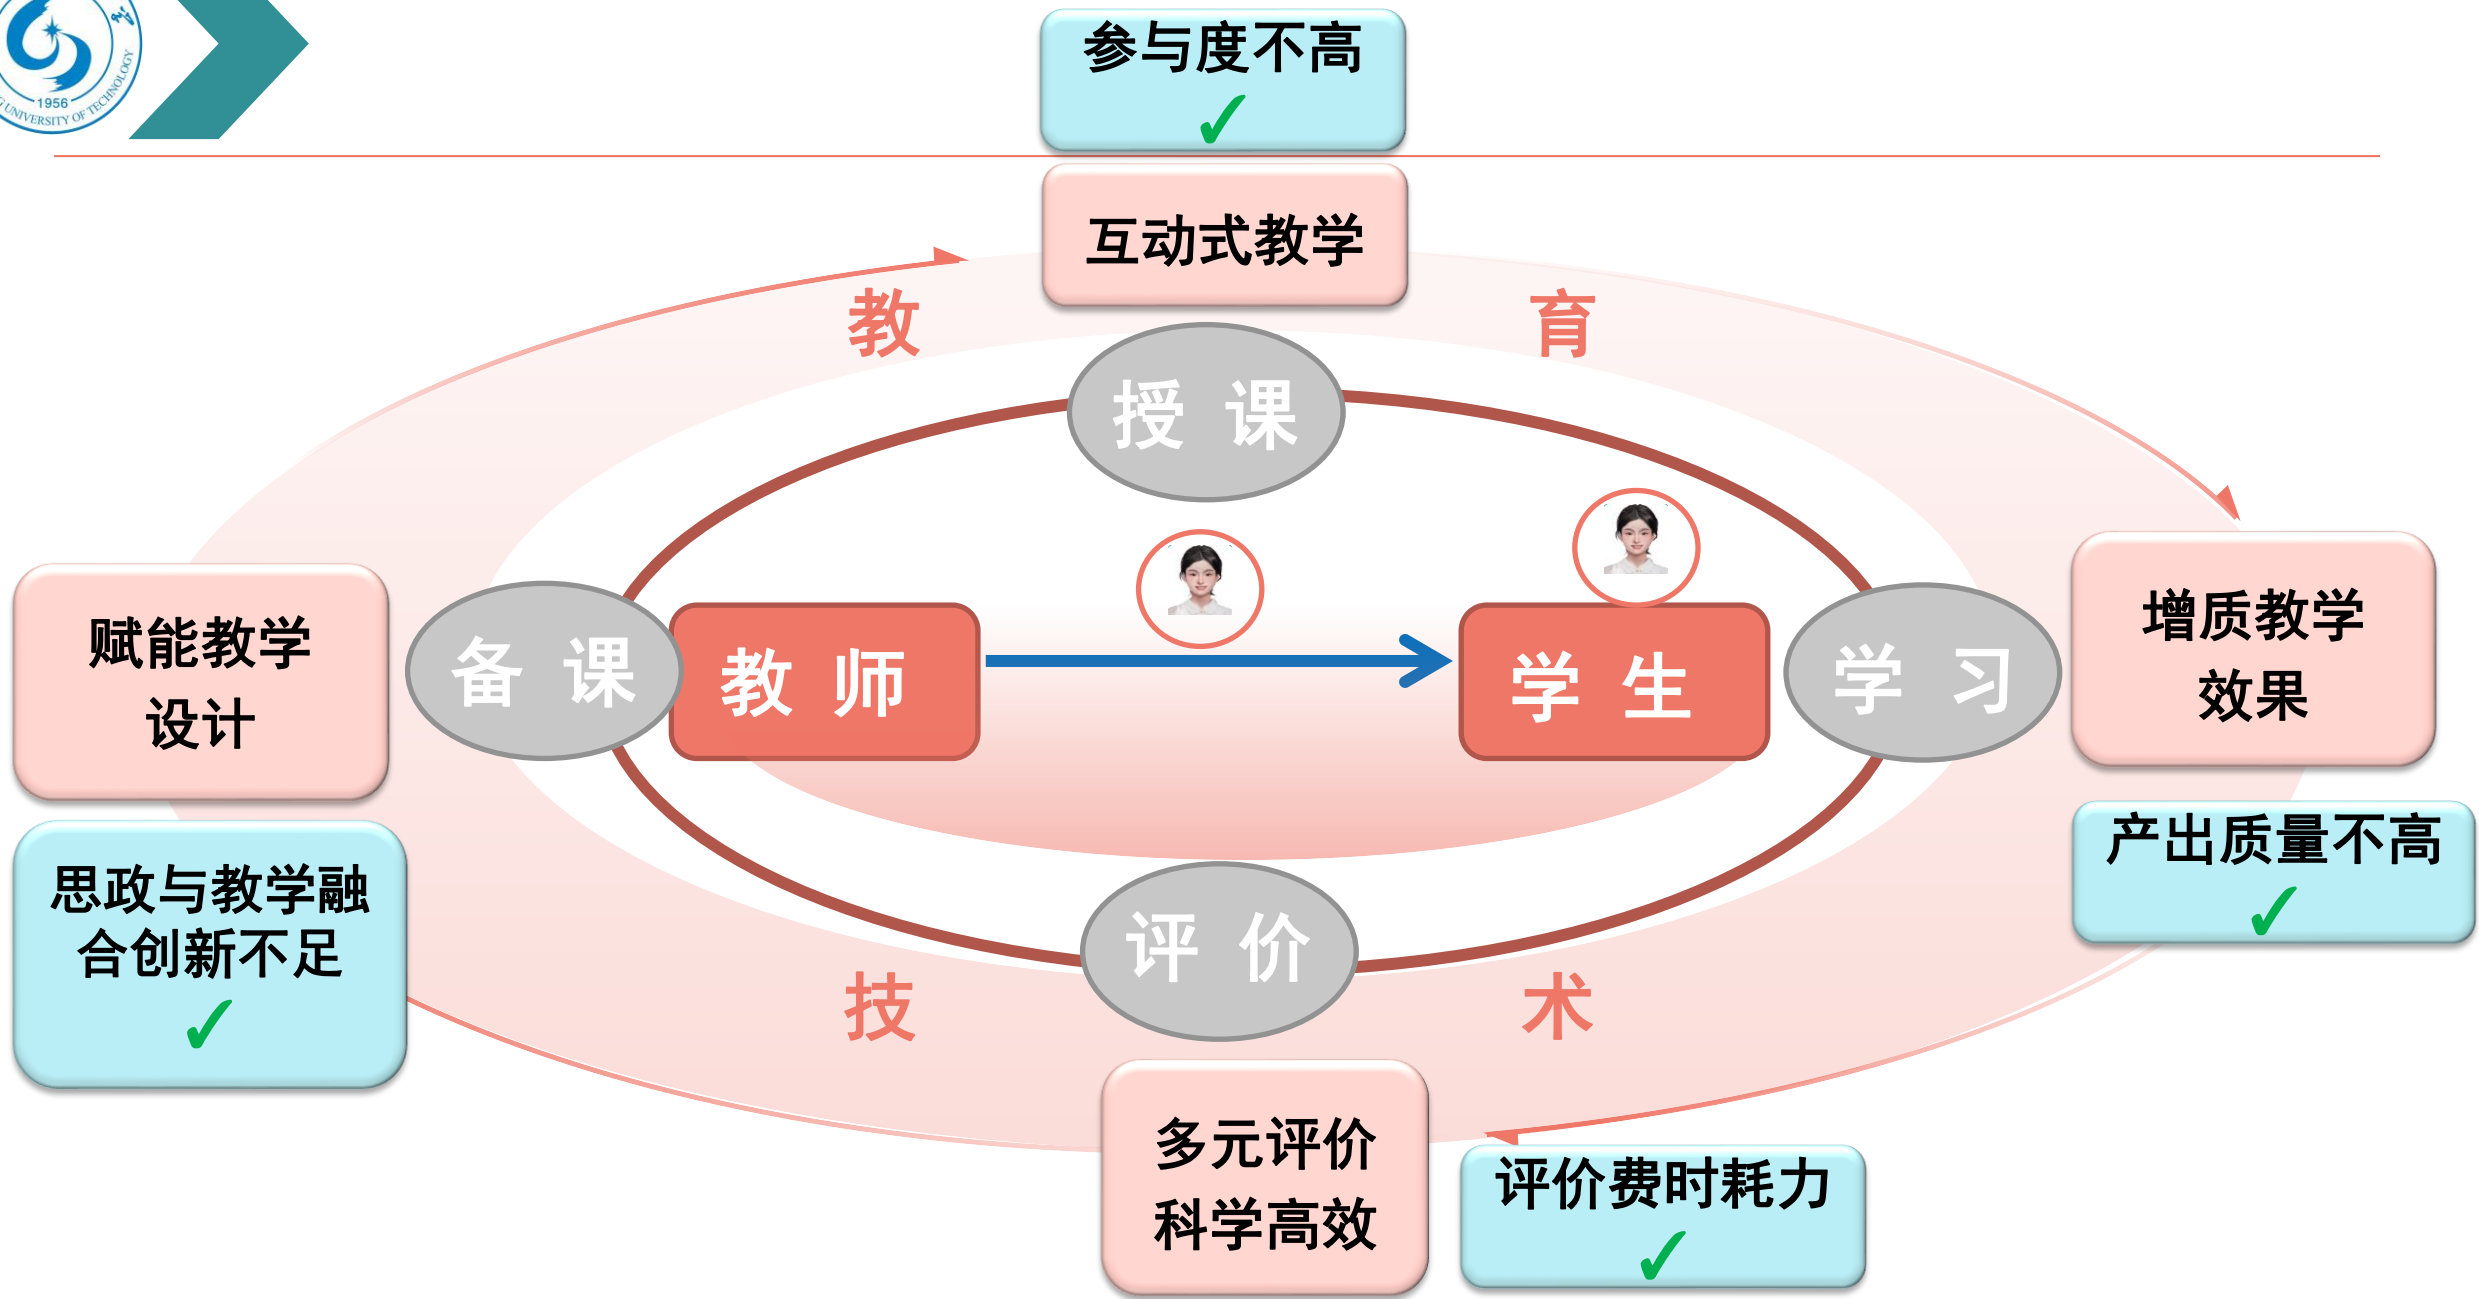 1956
UNIVERSITY OF TECHNOLOGY
参与度不高
互动式教学
教 育
授 课
赋能教学
设计
备 课
教 师
学 生
学 习
增质教学
效果
思政与教学融
合创新不足
产出质量不高
评 价
技 术
多元评价
科学高效
评价费时耗力